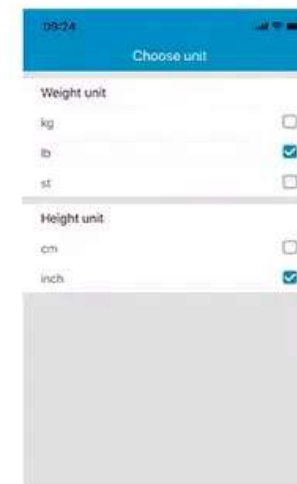 09:24
Choose unit
Weight unit
kg
lb
st
Height unit
cm
inch